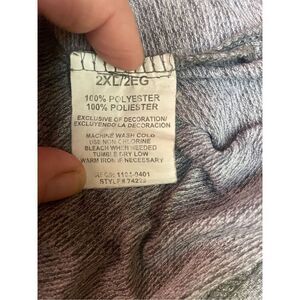 2XL/2EG
100% POLYESTER
100% POLIESTER
EXCLUSIVE OF DECORATION/
EXCLUYENDO LA DECORACION
MACHINE WASH COLD
USE NON CHLORINE
BLEACH WHEN NEEDED
TUMBLE DRY LOW
WARM IRON IF NECESSARY
STYLE#